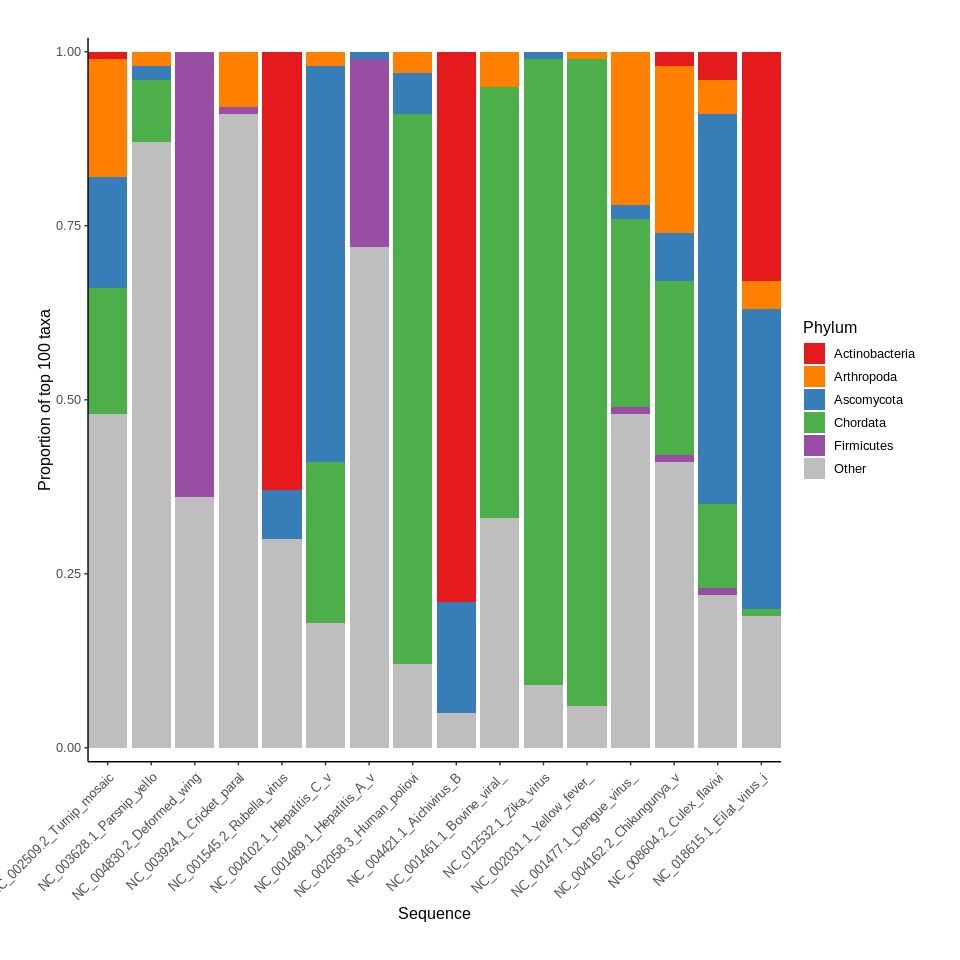 1.00
0.75
0.50
0.25
0.00
Proportion of top 100 taxa
NC_002509.2_Turnip_mosaic
NC_003628.1_Parsnip_yello
NC_004830.2_Deformed_wing
NC_003924.1_Cricket_paral
NC_001545.2_Rubella_virus
NC_004102.1_Hepatitis_C_v
NC_001489.1_Hepatitis_A_v
NC_002058.3_Human_poliovi
NC_004421.1_Aichivirus_B
NC_001461.1_Bovine_viral_
NC_012532.1_Zika_virus
NC_002031.1_Yellow_fever_
NC_001477.1_Dengue_virus_
NC_004162.2_Chikungunya_v
NC_008604.2_Culex_flavivi
NC_018615.1_Eilat_virus_i
Sequence
Phylum
Actinobacteria
Arthropoda
Ascomycota
Chordata
Firmicutes
Other